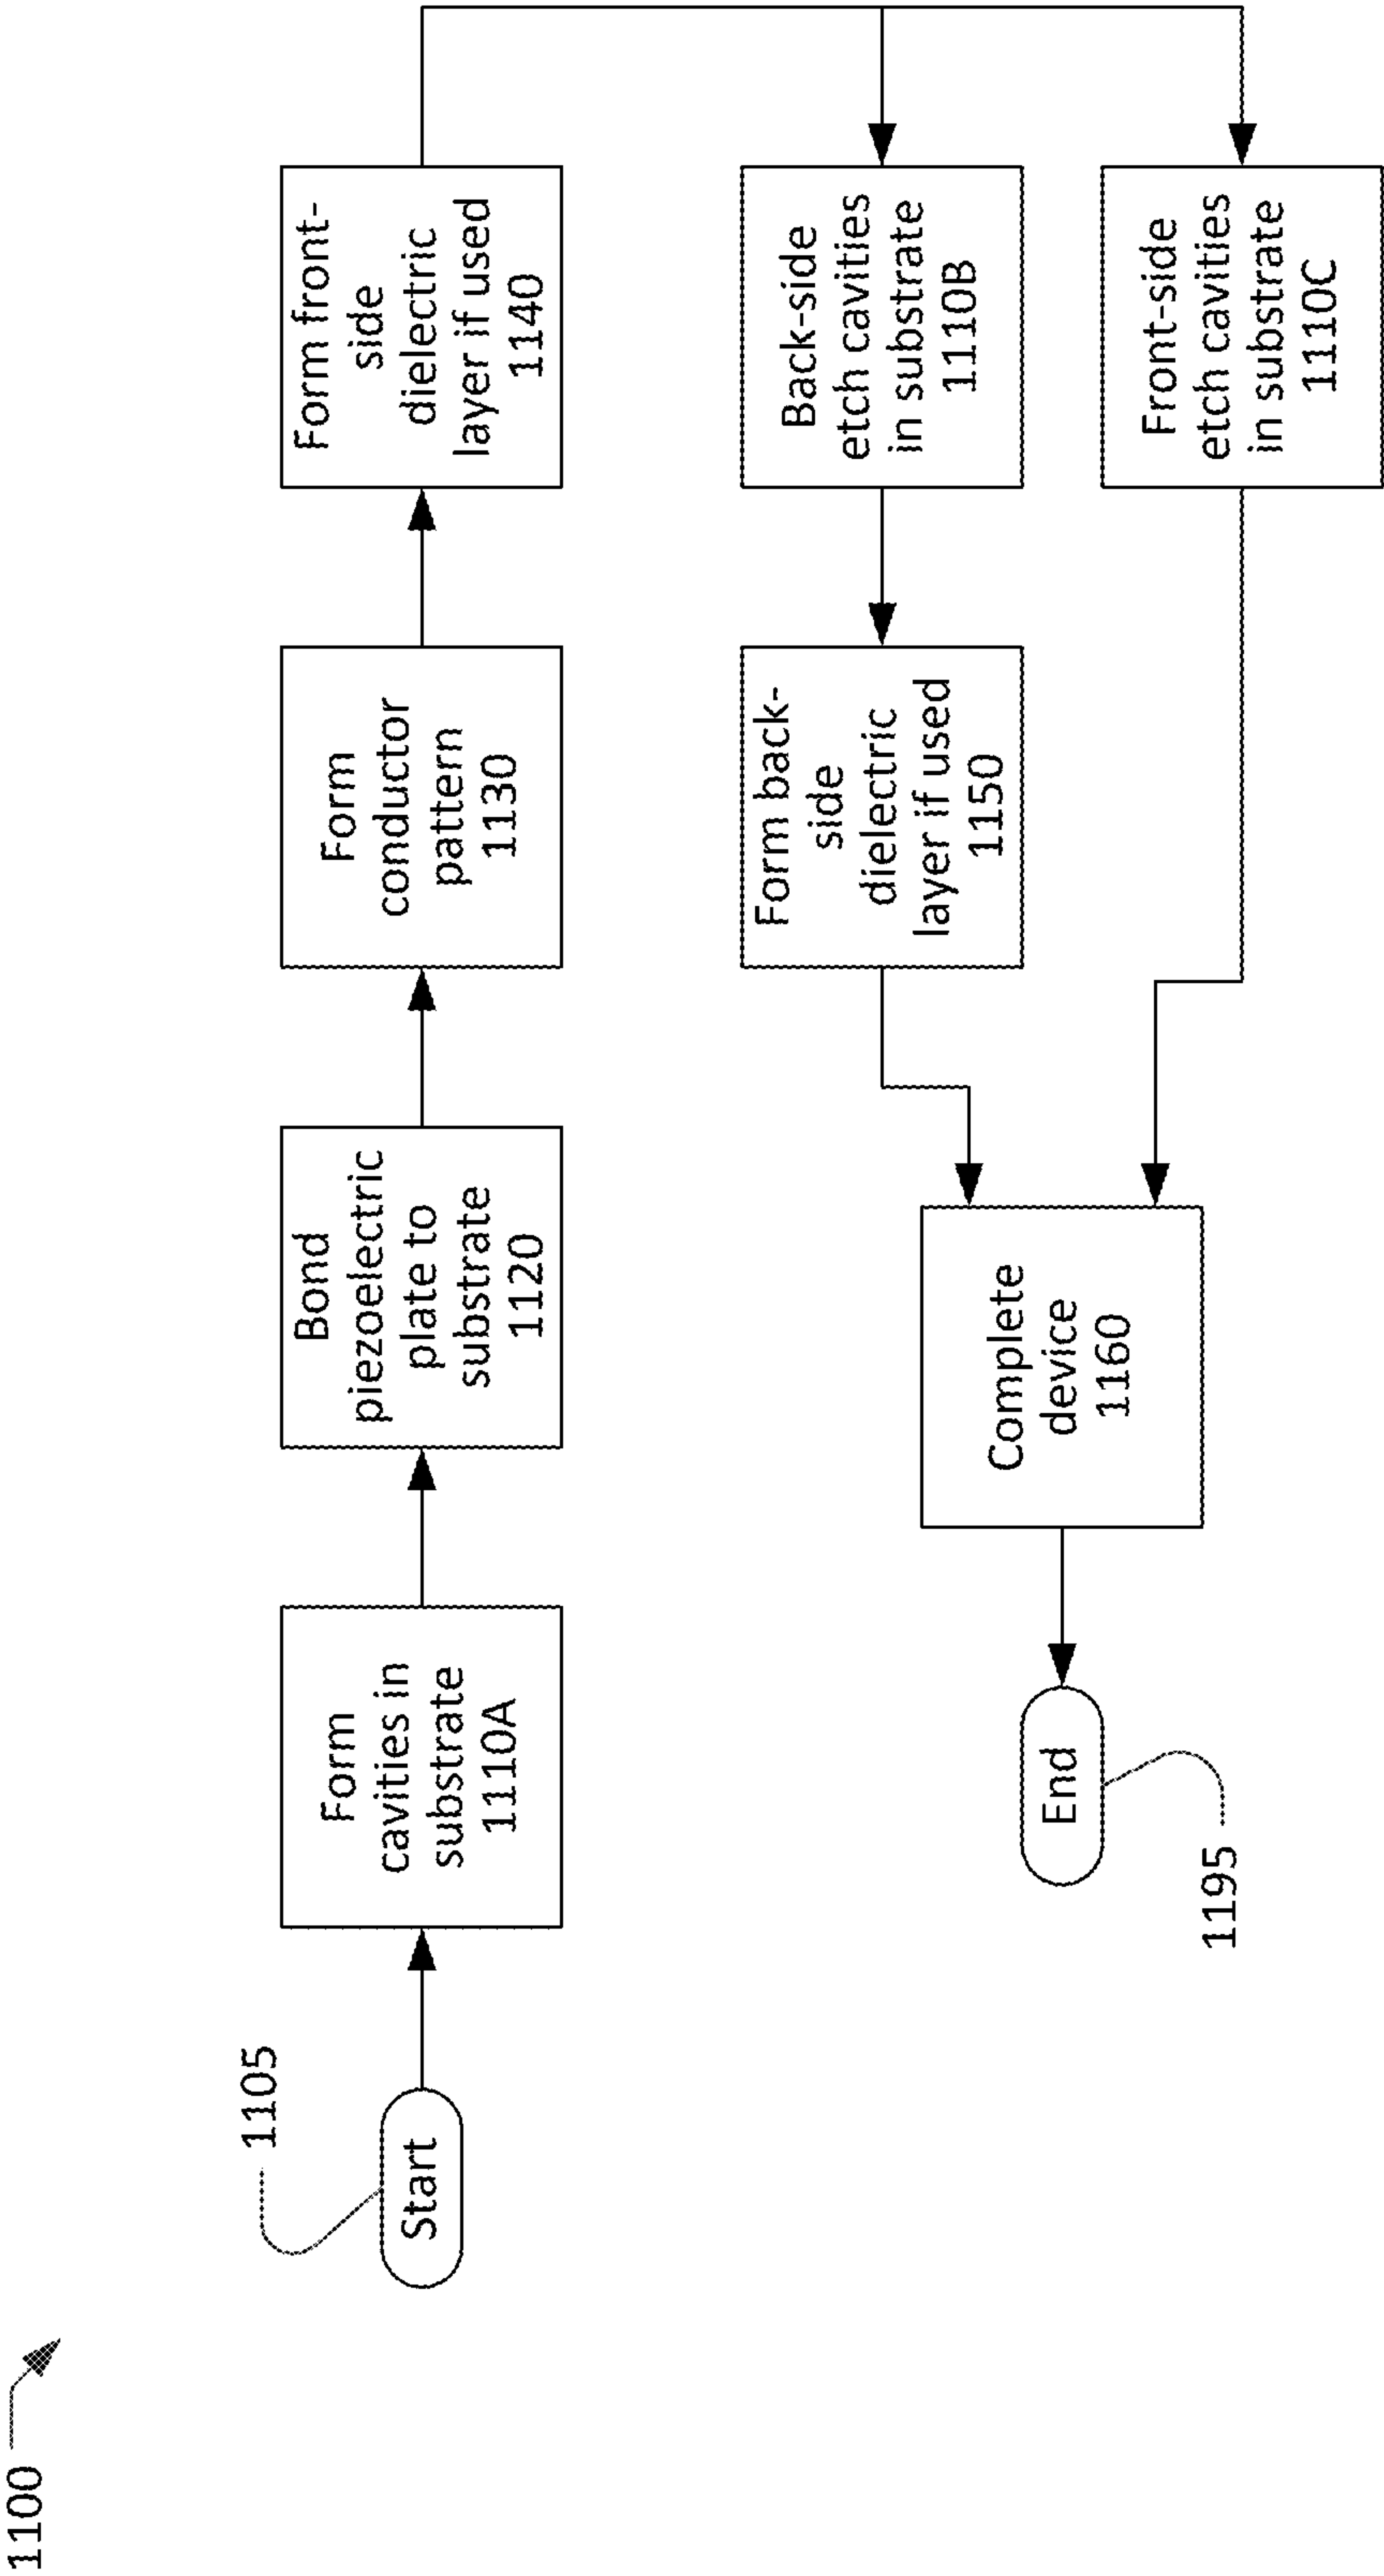 1100
1105
Start
Form
cavities in
substrate
1110A
Bond
piezoelectric
plate to
substrate
1120
Form
conductor
pattern
1130
Form front-
side
dielectric
layer if used
1140
Back-side
etch cavities
in substrate
1110B
Form back-
side
dielectric
layer if used
1150
Front-side
etch cavities
in substrate
1110C
Complete
device
1160
End
1195